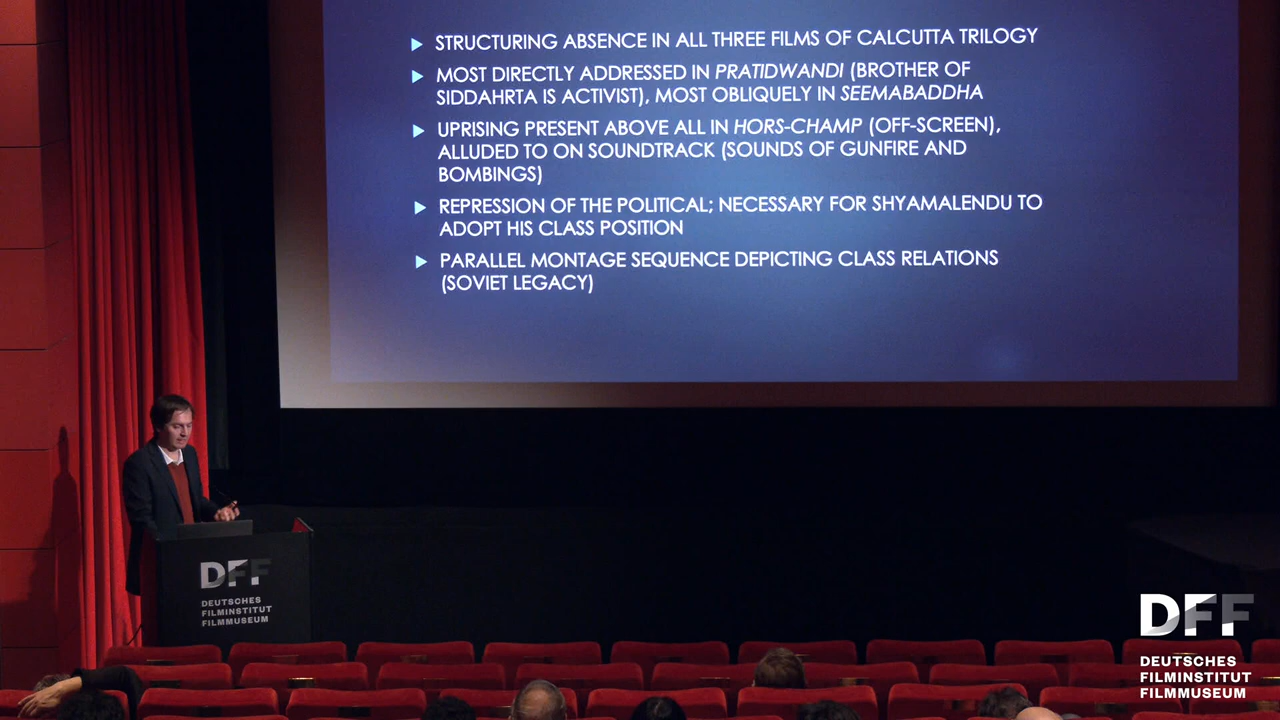 STRUCTURING ABSENCE IN ALL THREE FILMS OF CALCUTTA TRILOGY
MOST DIRECTLY ADDRESSED IN PRATIDWANDI (BROTHER OF
SIDDAHRTA IS ACTIVIST), MOST OBLIQUELY IN SEEMABADDHA
UPRISING PRESENT ABOVE ALL IN HORS-CHAMP (OFF-SCREEN),
ALLUDED TO ON SOUNDTRACK (SOUNDS OF GUNFIRE AND
BOMBINGS)
REPRESSION OF THE POLITICAL; NECESSARY FOR SHYAMALENDU TO
ADOPT HIS CLASS POSITION
PARALLEL MONTAGE SEQUENCE DEPICTING CLASS RELATIONS
(SOVIET LEGACY)
DFF
DEUTSCHES
FILMINSTITUT
FILMMUSEUM
DFF
DEUTSCHES
FILMINSTITUT
FILMMUSEUM